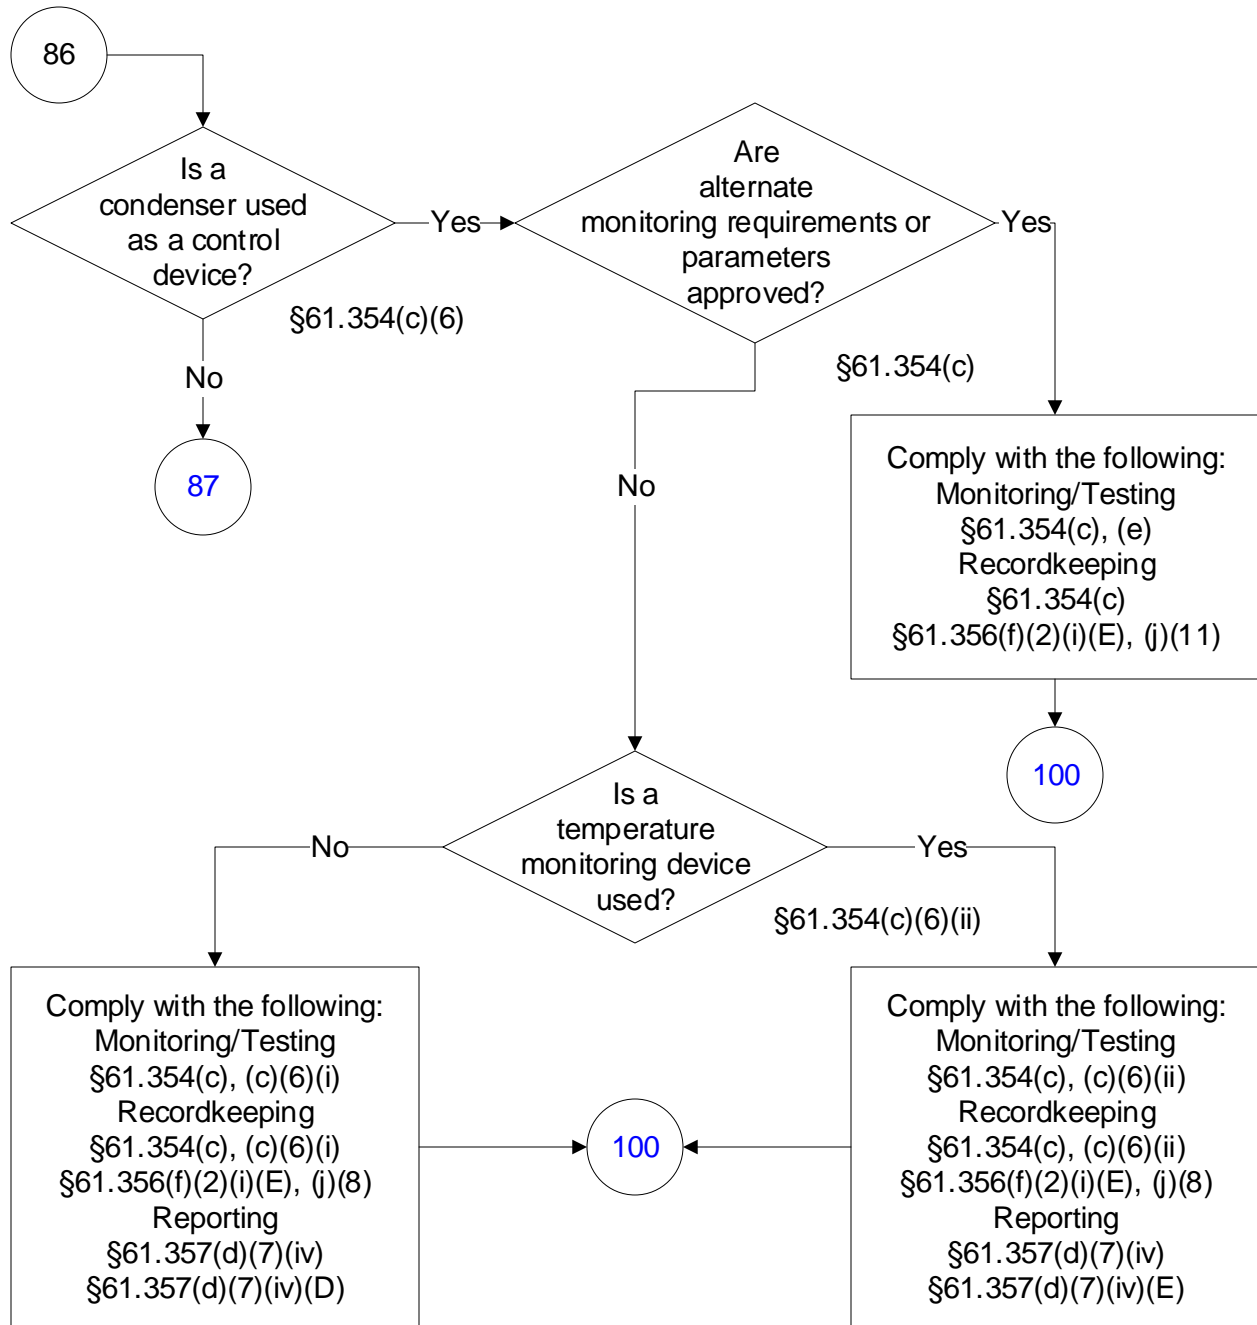 86
Is a
condenser used
as a control
device?
Yes
§61.354(c)(6)
No
87
Are
alternate
monitoring requirements or
parameters
approved?
Yes
§61.354(c)
No
Comply with the following:
Monitoring/Testing
§61.354(c), (e)
Recordkeeping
§61.354(c)
§61.356(f)(2)(i)(E), (j)(11)
100
Is a
temperature
monitoring device
used?
No
Yes
§61.354(c)(6)(ii)
Comply with the following:
Monitoring/Testing
§61.354(c), (c)(6)(i)
Recordkeeping
§61.354(c), (c)(6)(i)
§61.356(f)(2)(i)(E), (j)(8)
Reporting
§61.357(d)(7)(iv)
§61.357(d)(7)(iv)(D)
100
Comply with the following:
Monitoring/Testing
§61.354(c), (c)(6)(ii)
Recordkeeping
§61.354(c), (c)(6)(ii)
§61.356(f)(2)(i)(E), (j)(8)
Reporting
§61.357(d)(7)(iv)
§61.357(d)(7)(iv)(E)